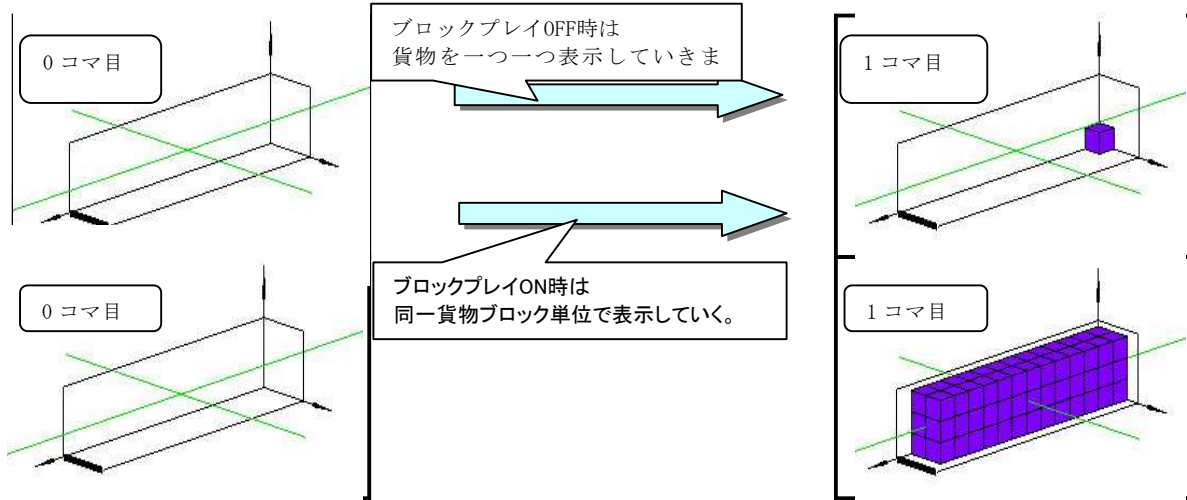 0コマ目
ブロックプレイOFF時は
貨物を一つ一つ表示していきま
1コマ目
0コマ目
ブロックプレイON時は
同一貨物ブロック単位で表示していく。
1コマ目